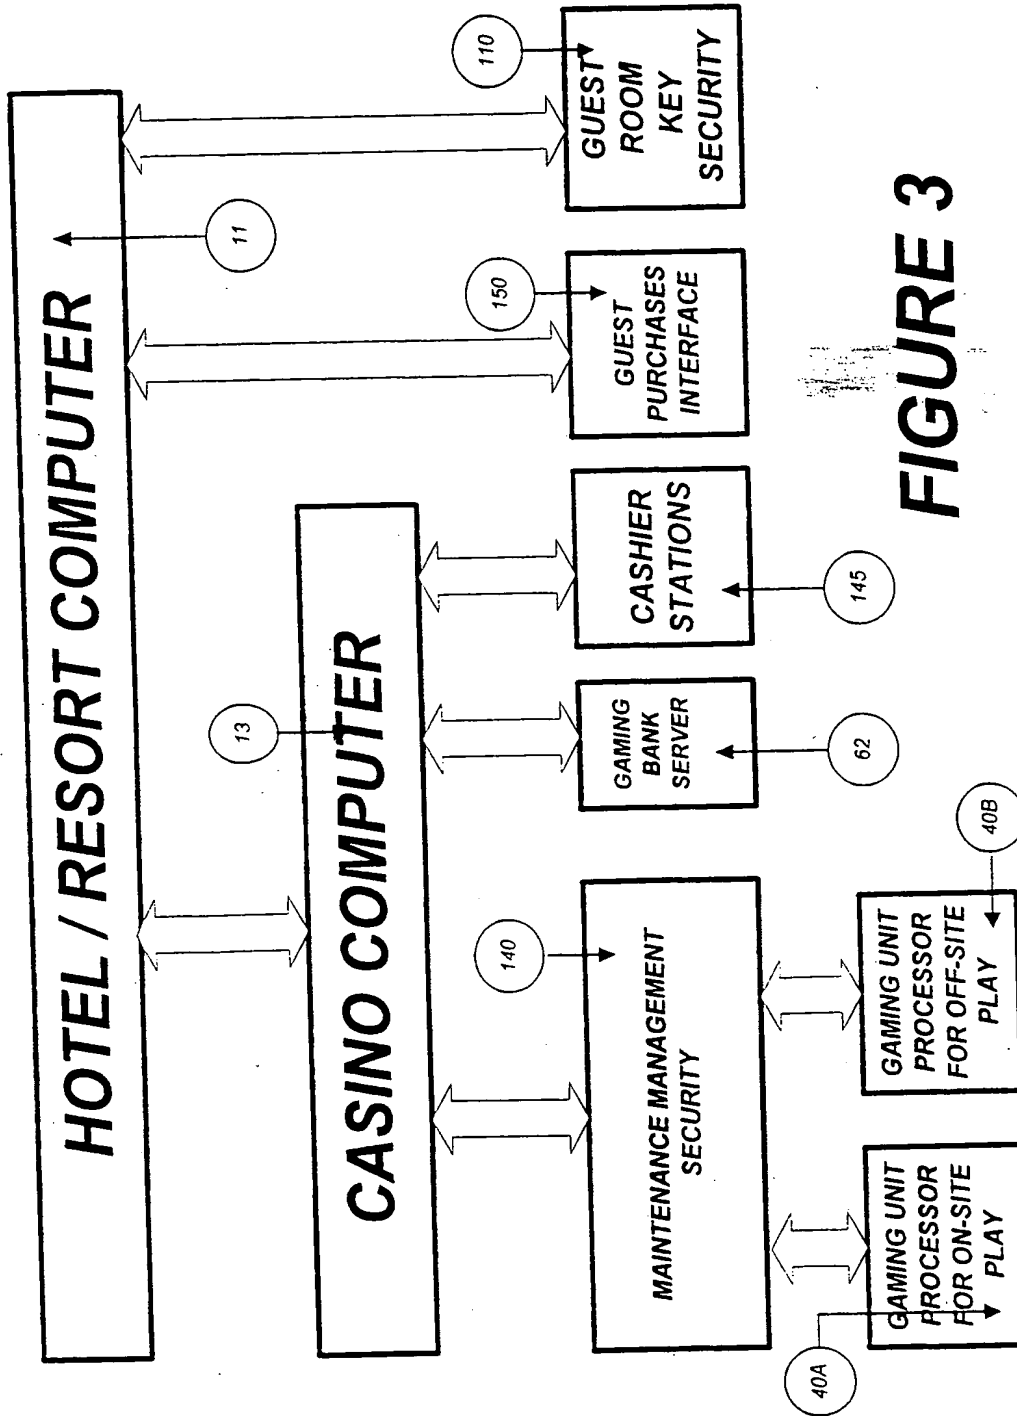 HOTEL / RESORT COMPUTER
11
CASINO COMPUTER
13
MAINTENANCE MANAGEMENT
SECURITY
140
GAMING
BANK
SERVER
62
CASHIER
STATIONS
145
GUEST
PURCHASES
INTERFACE
150
GUEST
ROOM
KEY
SECURITY
110
GAMING UNIT
PROCESSOR
FOR ON-SITE
PLAY
40A
GAMING UNIT
PROCESSOR
FOR OFF-SITE
PLAY
40B
FIGURE 3